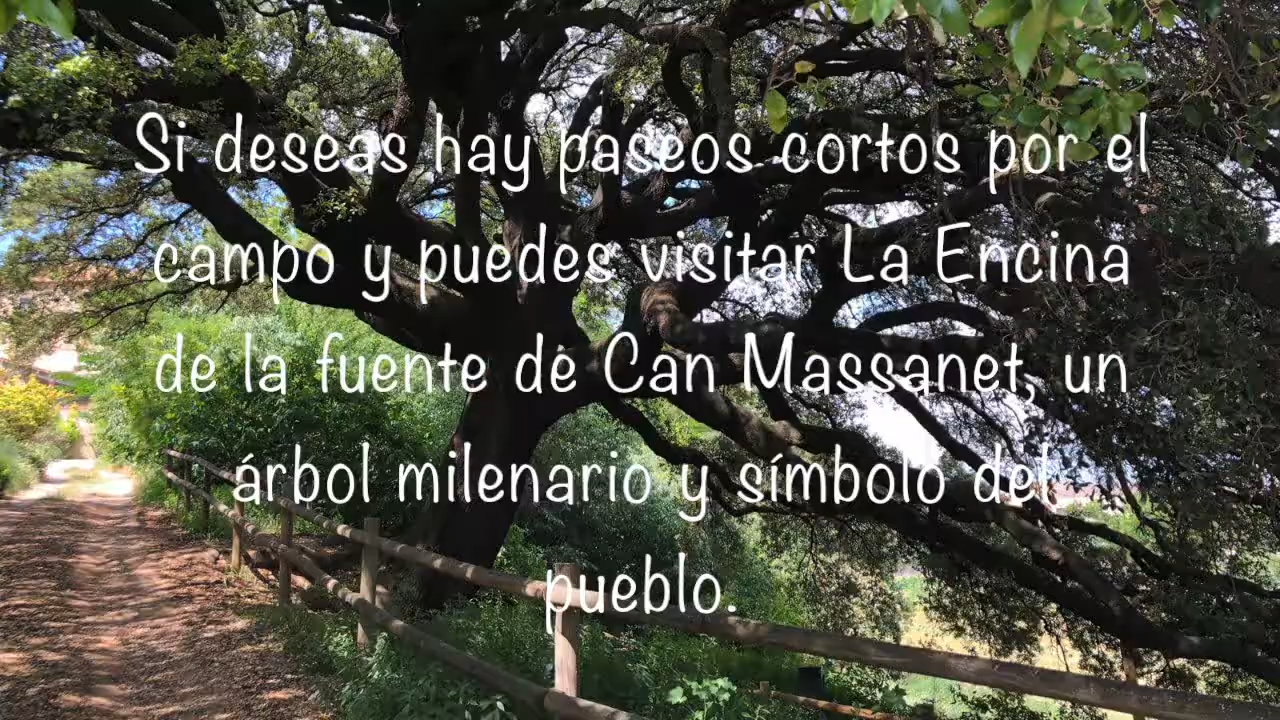 Si deseas hay paseos cortos por el
campo y puedes visitar La Encina
de la fuente de Can Massanet, un
árbol milenario y símbolo del
pueblo.